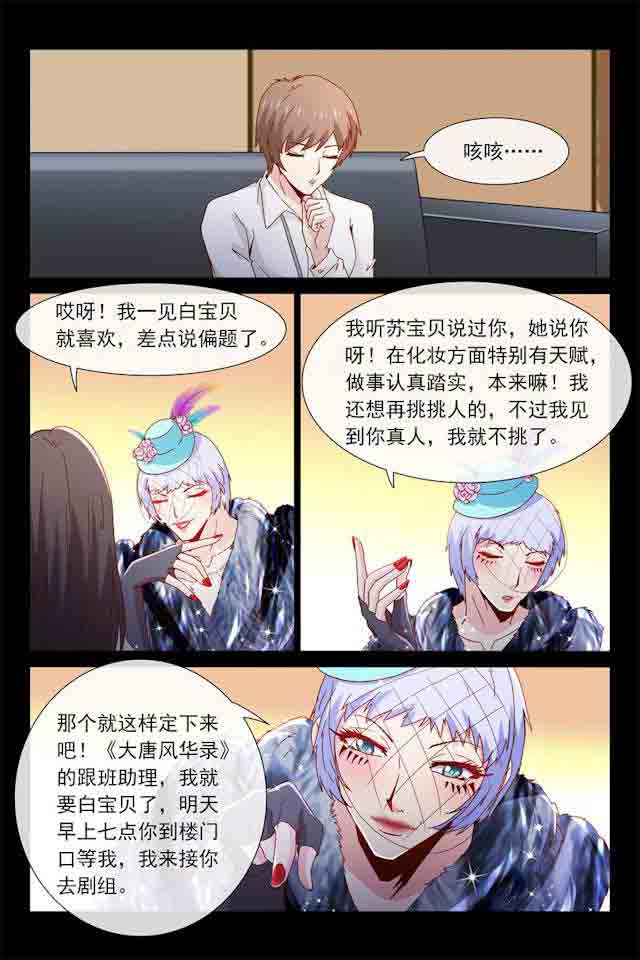 咳咳……
哎呀！我一见白宝贝
就喜欢，差点说偏题了。
我听苏宝贝说过你，她说你
呀！在化妆方面特别有天赋，
做事认真踏实，本来嘛！我
还想再挑挑人的，不过我见
到你真人，我就不挑了。
那个就这样定下来
吧！《大唐风华录》
的跟班助理，我就
要白宝贝了，明天
早上七点你到楼门
口等我，我来接你
去剧组。